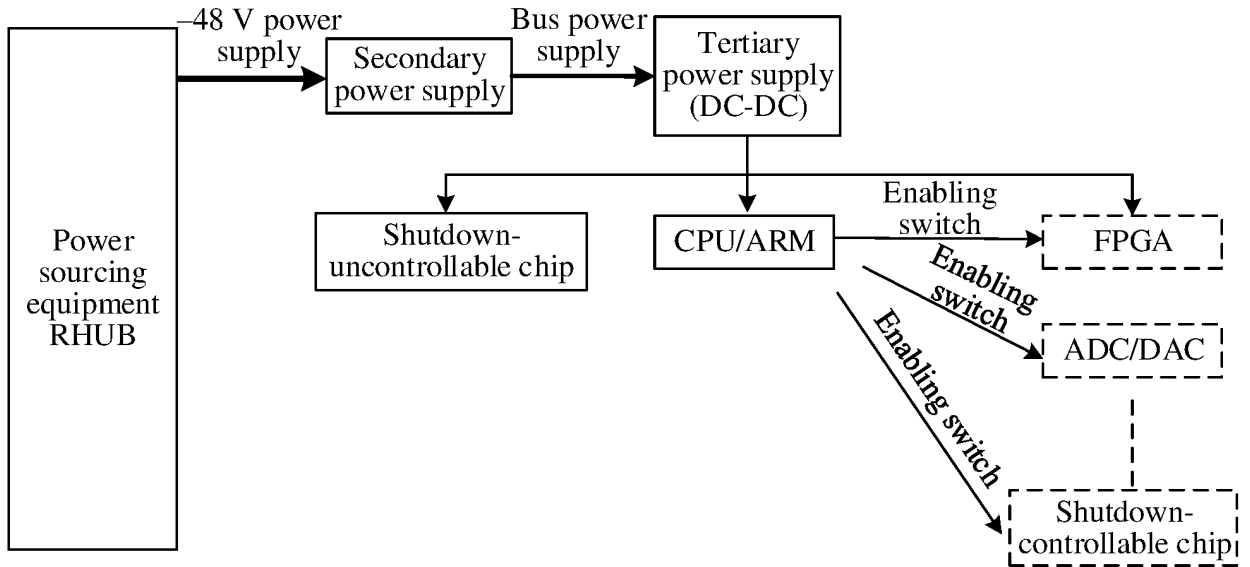 –48 V power
supply
Bus power
supply
Secondary
power supply
Tertiary
power supply
(DC-DC)
Power
sourcing
equipment
RHUB
Shutdown-
uncontrollable chip
CPU/ARM
Enabling
switch
FPGA
Enabling
switch
ADC/DAC
Enabling switch
Shutdown-
controllable chip